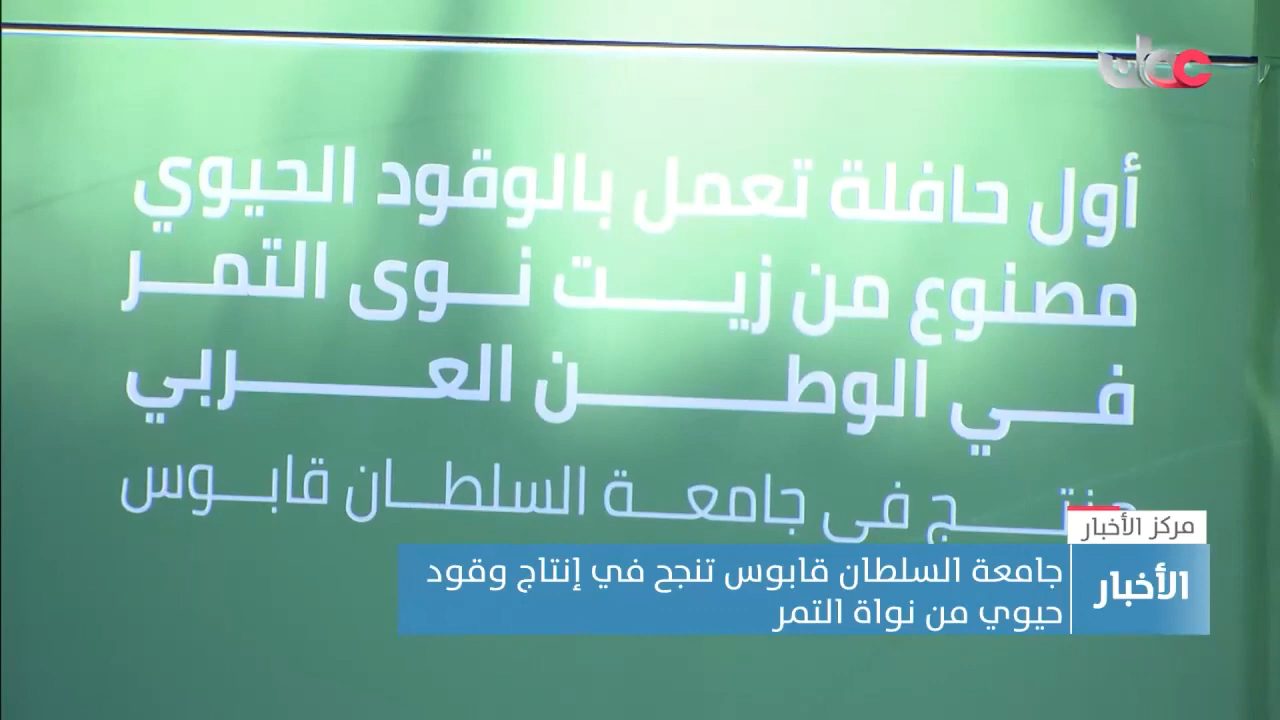 أول حافلة تعمل بالوقود الحيوي
مصنوع من زيت نوى التمر
في الوطن العربي
منتج في جامعة السلطان قابوس
مركز الأخبار
الأخبار
جامعة السلطان قابوس تنجح في إنتاج وقود
حيوي من نواة التمر